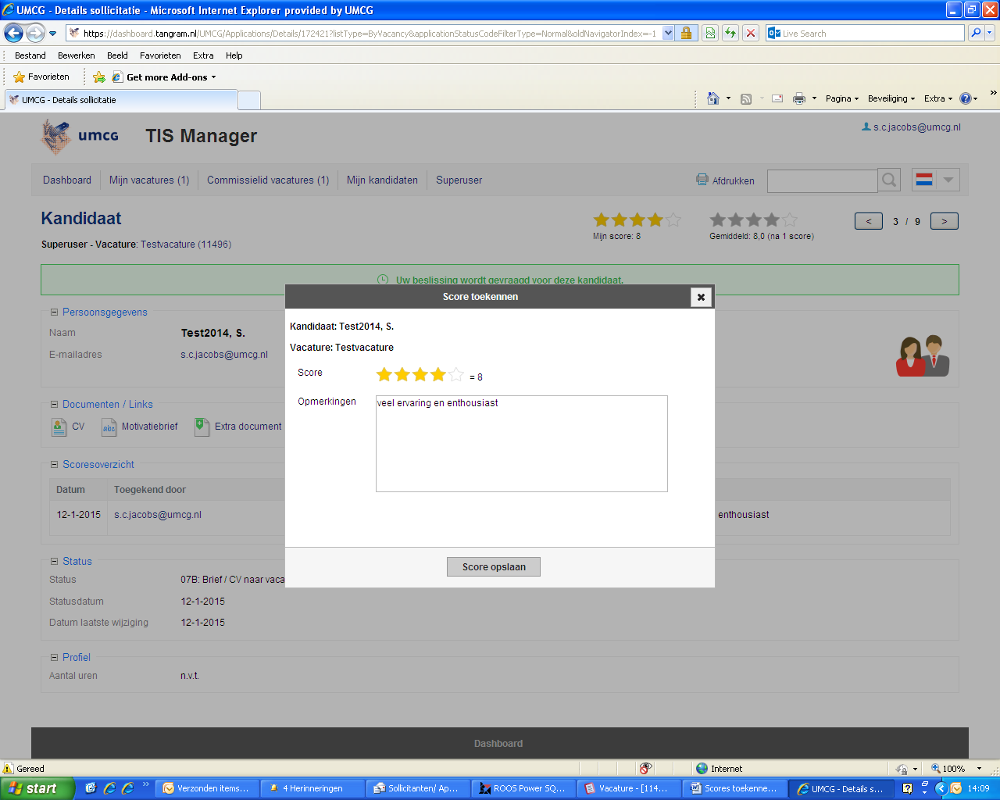 UMCG - Details sollicitatie - Microsoft Internet Explorer provided by UMCG
https://dashboard.tangram.nl/UMCG/Applications/Details/172421?listType=ByVacancy&applicationStatusCodeFilterType=Normal&oldNavigatorIndex=-1
Live Search
Bestand Bewerken Beeld Favorieten Extra Help
Favorieten Get more Add-ons
UMCG - Details sollicitatie
Pagina Beveiliging Extra
umcg TIS Manager
s.c.jacobs@umcg.nl
Dashboard Mijn vacatures (1) Commissielid vacatures (1) Mijn kandidaten Superuser Afdrukken
Kandidaat
Mijn score: 8 Gemiddeld: 8,0 (na 1 score)
< 3 / 9 >
Superuser - Vacature: Testvacature (11496)
Uw beslissing wordt gevraagd voor deze kandidaat.
Score toekennen
Kandidaat: Test2014, S.
Vacature: Testvacature
Score = 8
Opmerkingen veel ervaring en enthousiast
Score opslaan
Persoonsgegevens
Naam Test2014, S.
E-mailadres s.c.jacobs@umcg.nl
Documenten / Links
CV abc Motivatiebrief Extra document
Scoresoverzicht
Datum Toegekend door
12-1-2015 s.c.jacobs@umcg.nl enthousiast
Status
Status 07B: Brief / CV naar vaca
Statusdatum 12-1-2015
Datum laatste wijziging 12-1-2015
Profiel
Aantal uren n.v.t.
Dashboard
Gereed Internet 100%
start Verzonden items... 4 Herinneringen Sollicitanten/ Ap... ROOS Power SQ... Vacature - [114... Scores toekenne... UMCG - Details s... 14:09